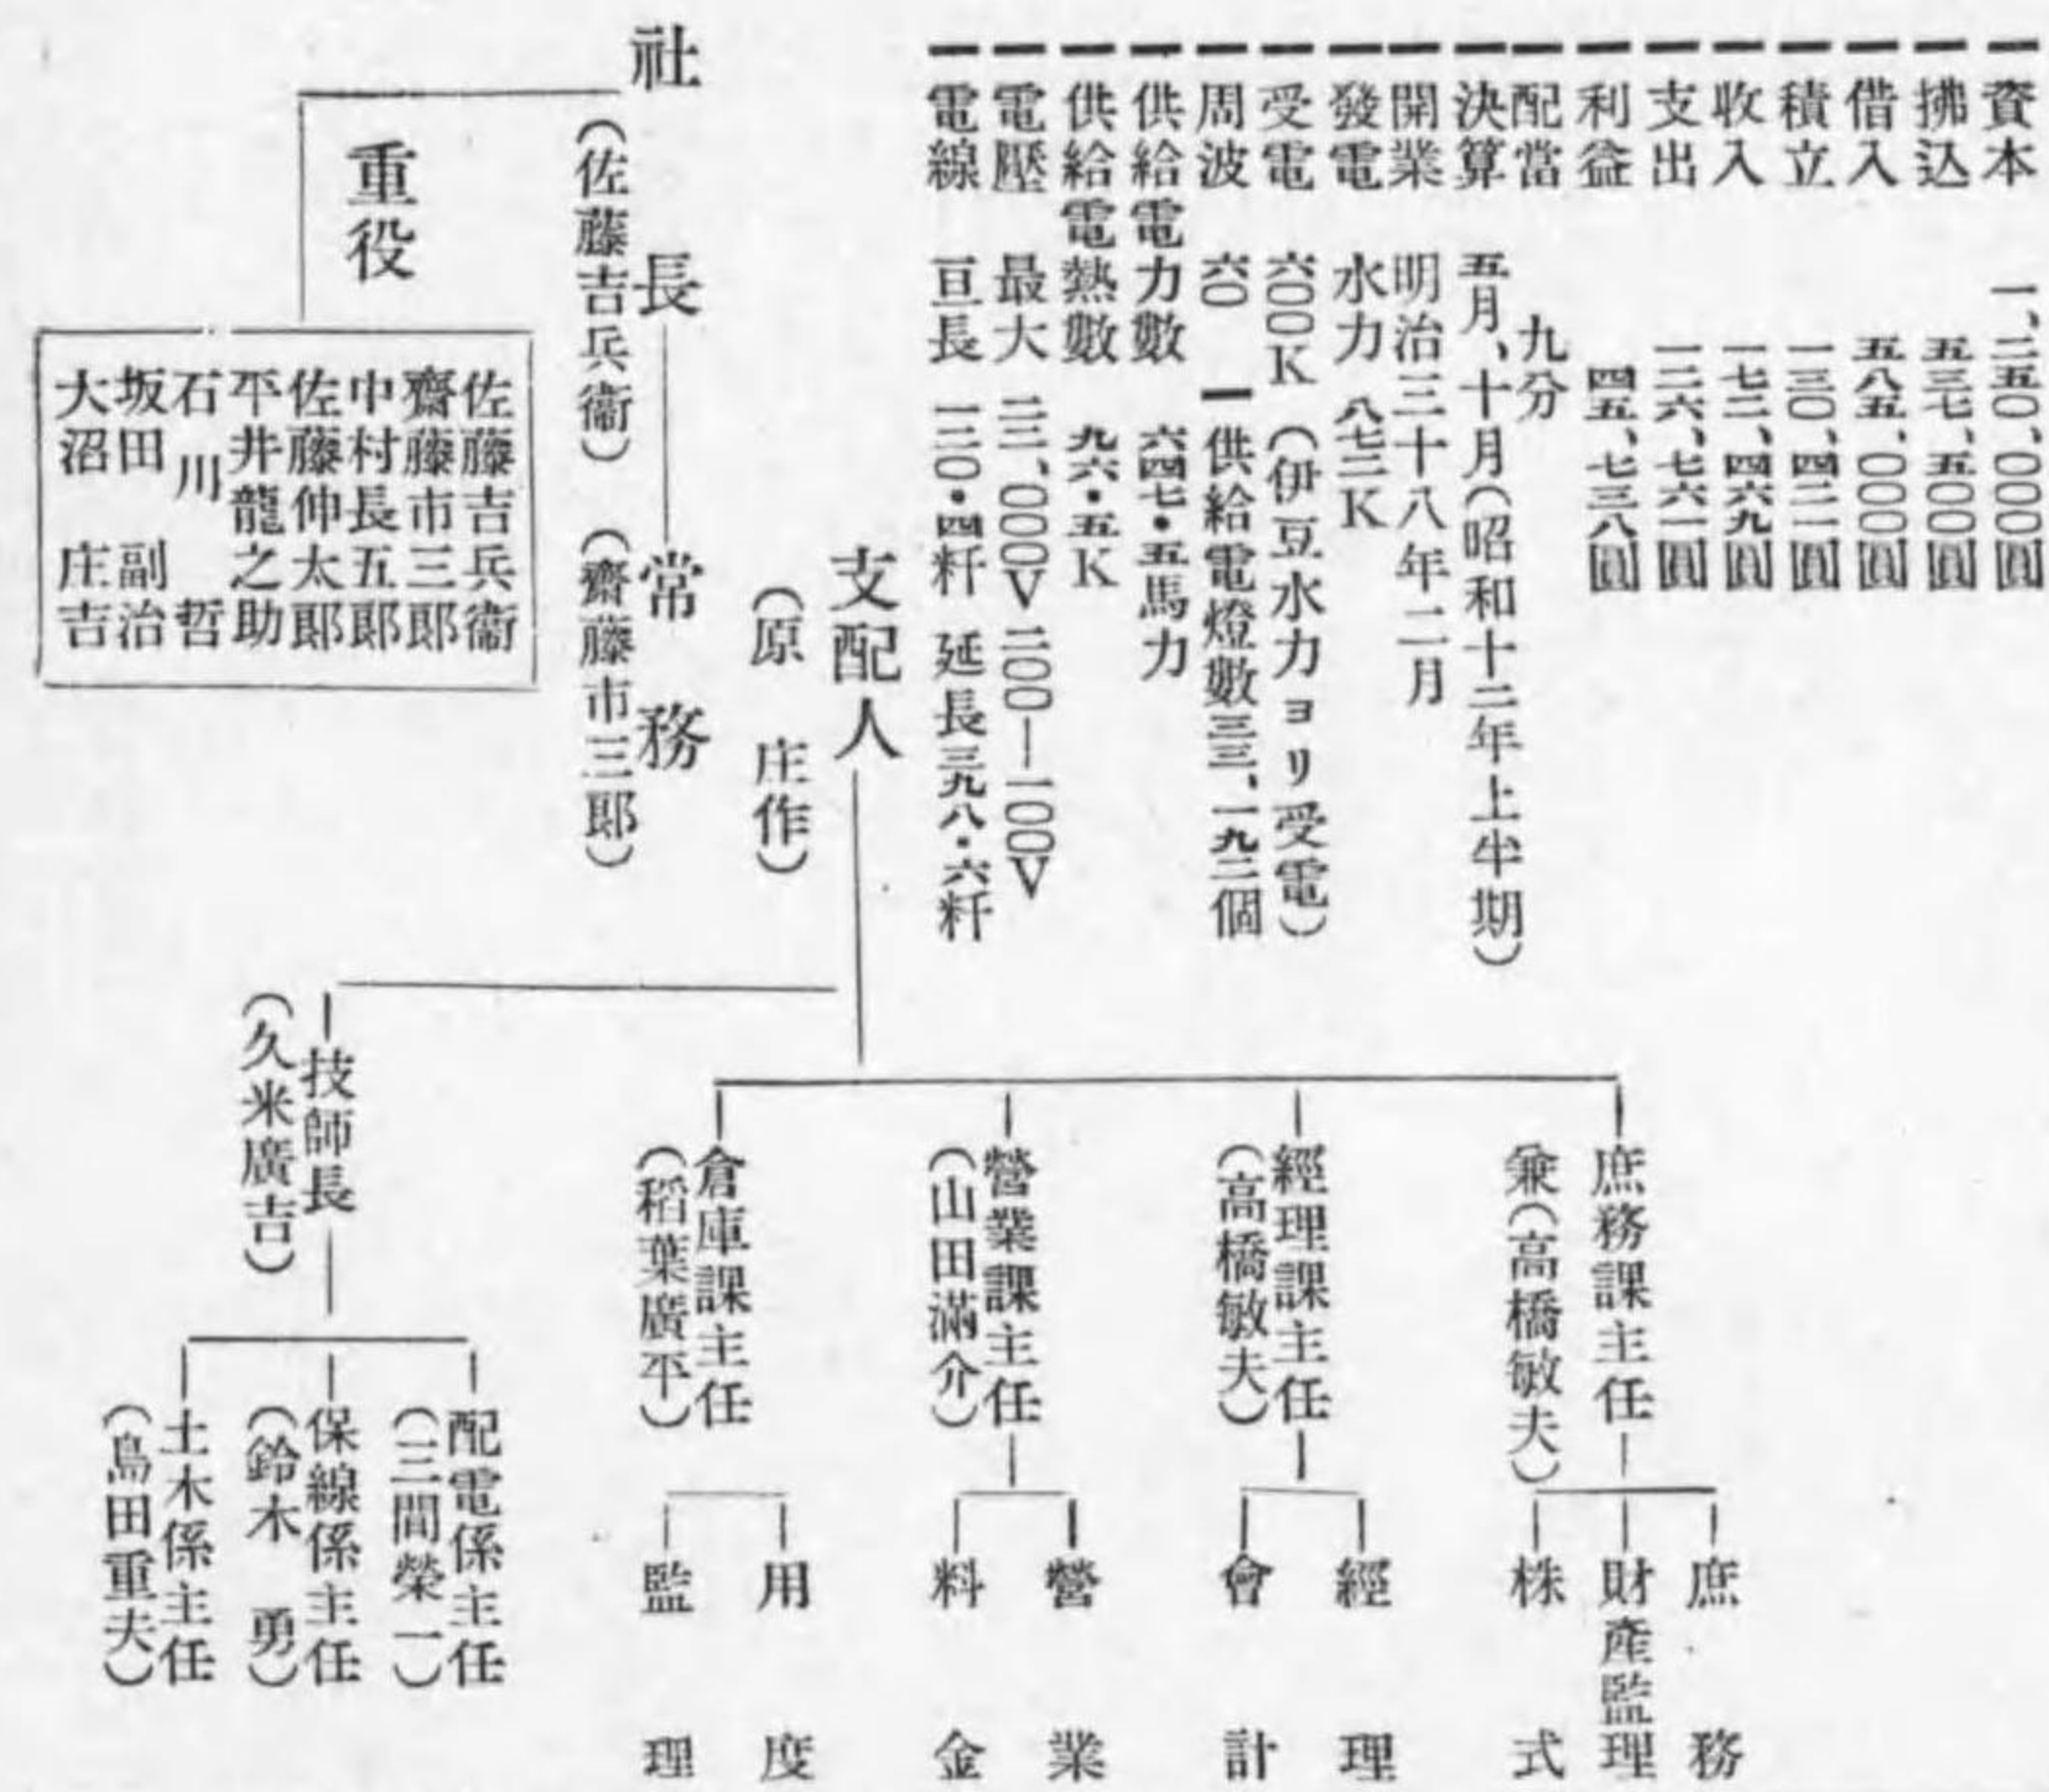 資本 一、二五〇、〇〇〇圓
拂込 五三七、五〇〇圓
借入 五八五、〇〇〇圓
積立 一三〇、四二一圓
收入 一七二、四六九圓
支出 一二六、七六一圓
利益 四五、七三八圓
配當 九分
決算 五月、十月(昭和十二年上半期)
開業 明治三十八年二月
發電 水力 八七二K
受電 六〇〇K(伊豆水力ヨリ受電)
周波 六〇 ー供給電燈數三三、一九二個
供給電力數 六四七・五馬力
供給電熱數 九六・五K
電壓 最大 三三、〇〇〇V 二〇〇ー一〇〇V
電線 亘長 一三〇・四粁 延長三九八・六粁
社長
(佐藤吉兵衞)
常務
(齋藤市三郎)
重役
佐藤吉兵衞
齋藤市三郎
中村長五郎
佐藤伸太郎
平井龍之助
石川哲
坂田副治
大沼庄吉
支配人
(原庄作)
庶務課主任
兼(高橋敏夫)
庶務
財產監理
株式
經理課主任
(高橋敏夫)
經理
會計
營業課主任
(山田滿介)
營業
料金
倉庫課主任
(稻葉廣平)
用度
監理
技師長
(久米廣吉)
配電係主任
(三間榮一)
保線係主任
(鈴木勇)
土木係主任
(島田重夫)